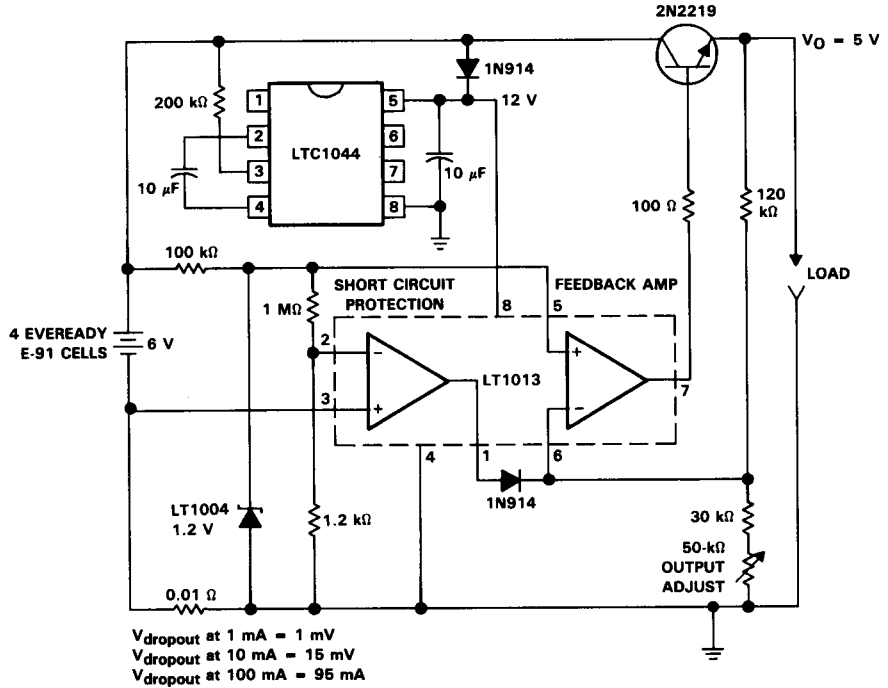 2N2219
V_O = 5 V
1N914
12 V
200 kΩ
1
2
3
4
LTC1044
5
6
7
8
10 μF
10 μF
100 Ω
120
kΩ
100 kΩ
LOAD
SHORT CIRCUIT
PROTECTION
FEEDBACK AMP
1 MΩ
8
5
4 EVEREADY
E-91 CELLS
6 V
2
−
+
3
LT1013
+
−
7
4
1
6
1N914
LT1004
1.2 V
1.2 kΩ
30 kΩ
50-kΩ
OUTPUT
ADJUST
0.01 Ω
Vdropout at 1 mA = 1 mV
Vdropout at 10 mA = 15 mV
Vdropout at 100 mA = 95 mA